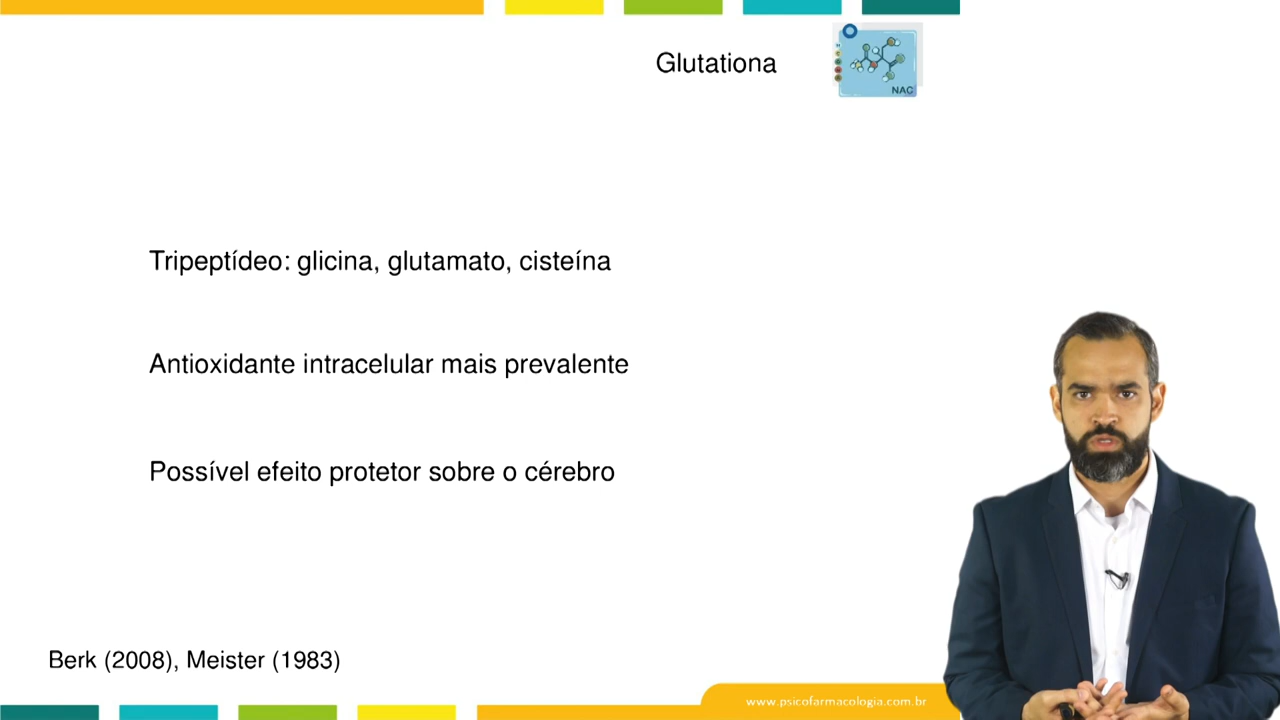 Glutationa
NAC
Tripeptídeo: glicina, glutamato, cisteína
Antioxidante intracelular mais prevalente
Possível efeito protetor sobre o cérebro
Berk (2008), Meister (1983)
www.psicofarmacologia.com.br